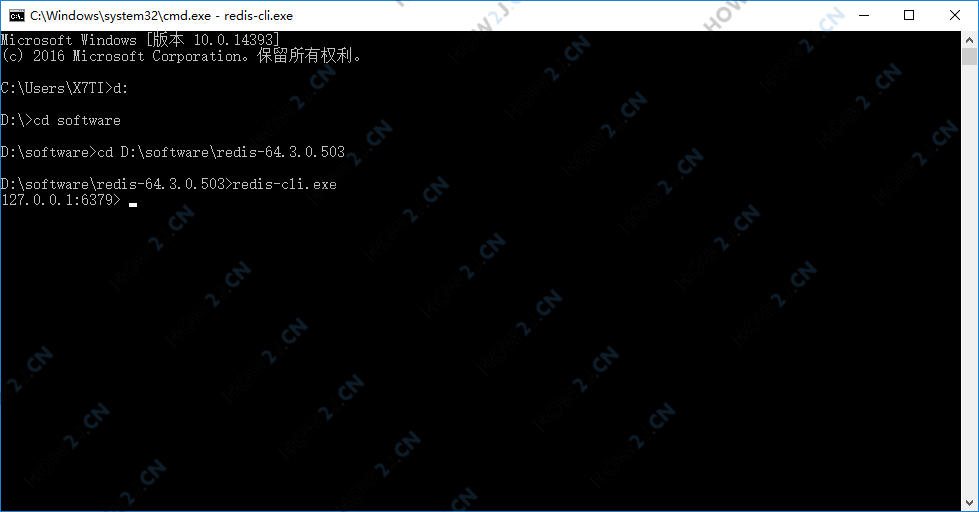 C:\Windows\system32\cmd.exe - redis-cli.exe
Microsoft Windows [版本 10.0.14393]
(c) 2016 Microsoft Corporation。保留所有权利。
C:\Users\X7TI>d:
D:\>cd software
D:\software>cd D:\software\redis-64.3.0.503
D:\software\redis-64.3.0.503>redis-cli.exe
127.0.0.1:6379>